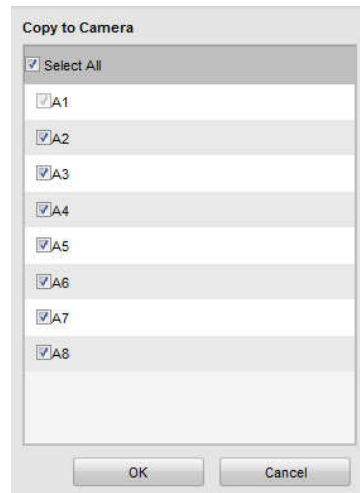 Copy to Camera
Select All
A1
A2
A3
A4
A5
A6
A7
A8
OK Cancel